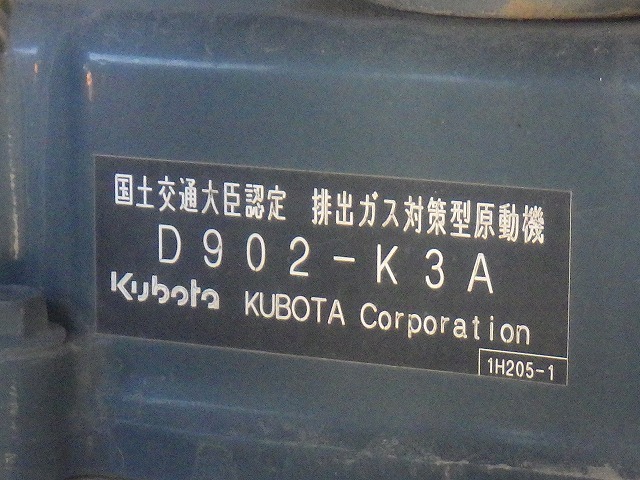 国土交通大臣認定 排出ガス対策型原動機
D902-K3A
Kubota KUBOTA Corporation
1H205-1